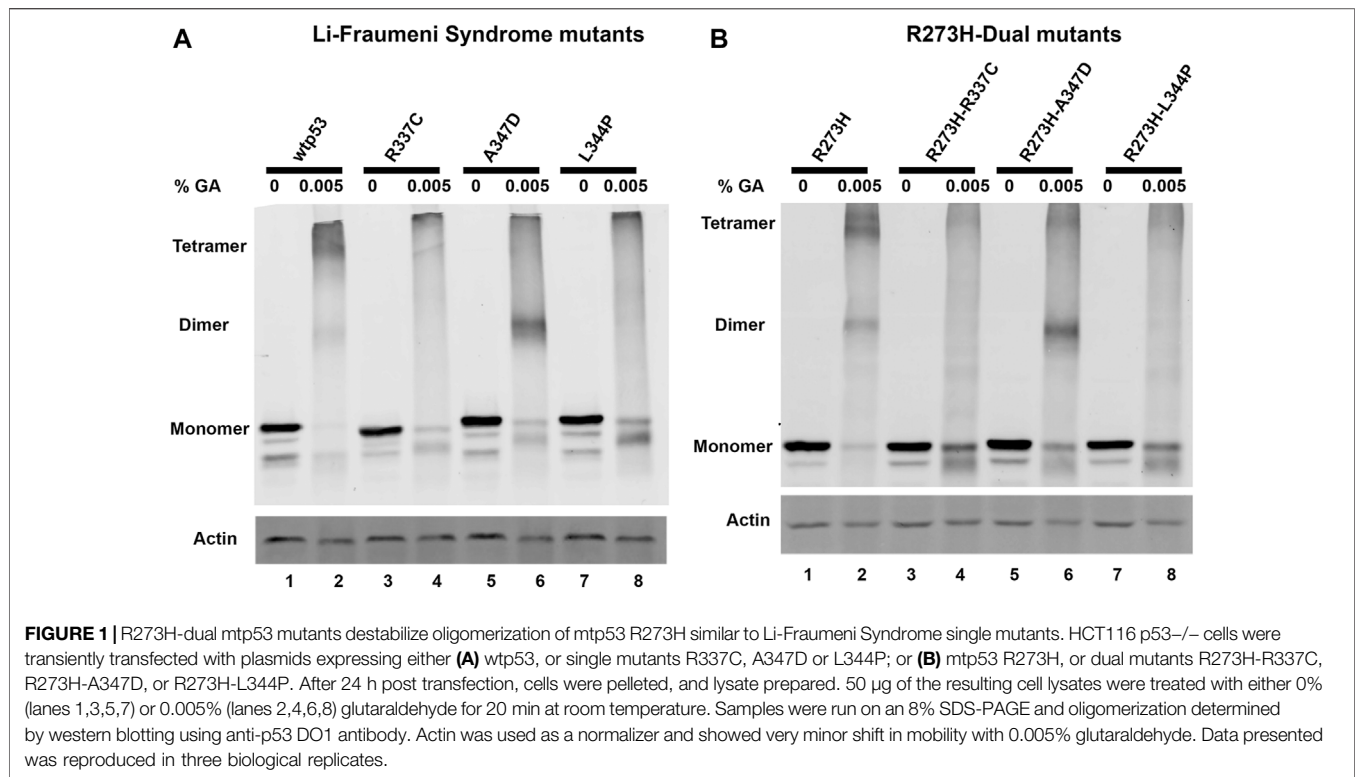 A
Li-Fraumeni Syndrome mutants
wtp53
R337C
A347D
L344P
% GA
0 0.005 0 0.005 0 0.005 0 0.005
Tetramer
Dimer
Monomer
Actin
1 2 3 4 5 6 7 8
B
R273H-Dual mutants
R273H
R273H-R337C
R273H-A347D
R273H-L344P
% GA
0 0.005 0 0.005 0 0.005 0 0.005
Tetramer
Dimer
Monomer
Actin
1 2 3 4 5 6 7 8
FIGURE 1 | R273H-dual mtp53 mutants destabilize oligomerization of mtp53 R273H similar to Li-Fraumeni Syndrome single mutants. HCT116 p53−/− cells were
transiently transfected with plasmids expressing either (A) wtp53, or single mutants R337C, A347D or L344P; or (B) mtp53 R273H, or dual mutants R273H-R337C,
R273H-A347D, or R273H-L344P. After 24 h post transfection, cells were pelleted, and lysate prepared. 50 µg of the resulting cell lysates were treated with either 0%
(lanes 1,3,5,7) or 0.005% (lanes 2,4,6,8) glutaraldehyde for 20 min at room temperature. Samples were run on an 8% SDS-PAGE and oligomerization determined
by western blotting using anti-p53 DO1 antibody. Actin was used as a normalizer and showed very minor shift in mobility with 0.005% glutaraldehyde. Data presented
was reproduced in three biological replicates.